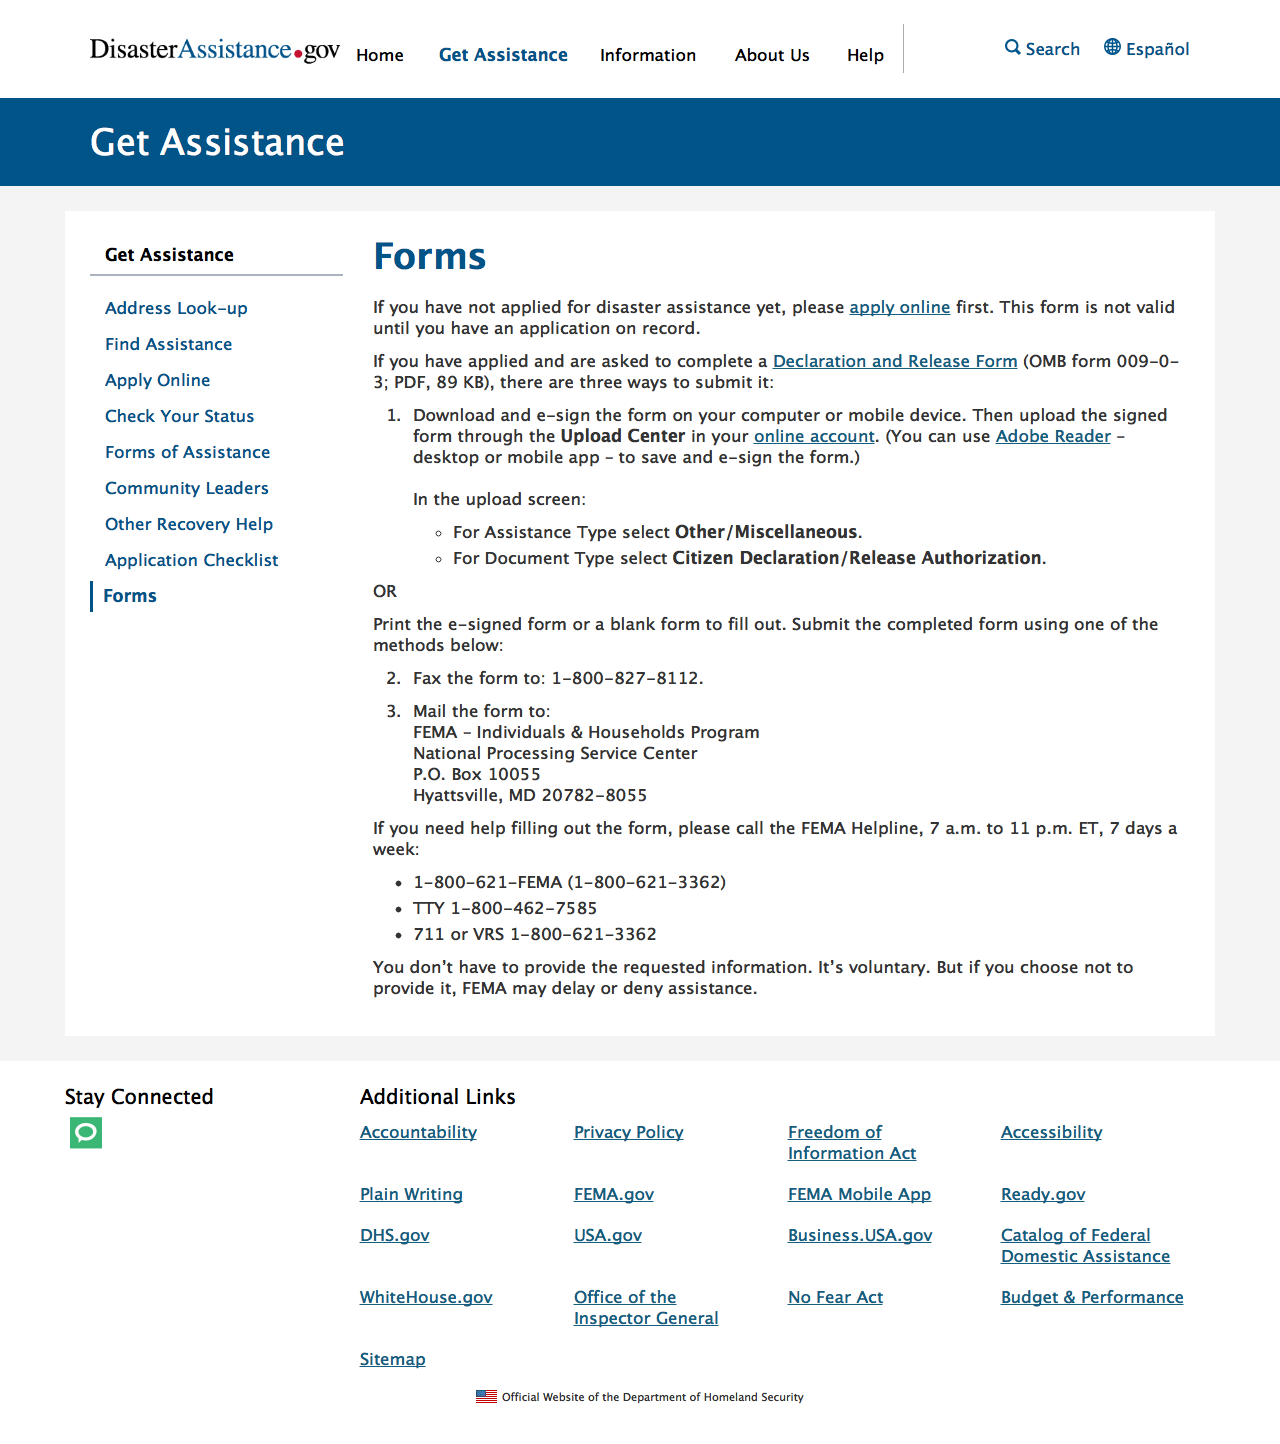 DisasterAssistance.gov
Home
Get Assistance
Information
About Us
Help
Search
Español
Get Assistance
Get Assistance
Address Look-up
Find Assistance
Apply Online
Check Your Status
Forms of Assistance
Community Leaders
Other Recovery Help
Application Checklist
Forms
Forms
If you have not applied for disaster assistance yet, please apply online first. This form is not valid
until you have an application on record.
If you have applied and are asked to complete a Declaration and Release Form (OMB form 009-0-
3; PDF, 89 KB), there are three ways to submit it:
1. Download and e-sign the form on your computer or mobile device. Then upload the signed
form through the Upload Center in your online account. (You can use Adobe Reader –
desktop or mobile app – to save and e-sign the form.)
In the upload screen:
◦ For Assistance Type select Other/Miscellaneous.
◦ For Document Type select Citizen Declaration/Release Authorization.
OR
Print the e-signed form or a blank form to fill out. Submit the completed form using one of the
methods below:
2. Fax the form to: 1-800-827-8112.
3. Mail the form to:
FEMA – Individuals & Households Program
National Processing Service Center
P.O. Box 10055
Hyattsville, MD 20782-8055
If you need help filling out the form, please call the FEMA Helpline, 7 a.m. to 11 p.m. ET, 7 days a
week:
• 1-800-621-FEMA (1-800-621-3362)
• TTY 1-800-462-7585
• 711 or VRS 1-800-621-3362
You don’t have to provide the requested information. It’s voluntary. But if you choose not to
provide it, FEMA may delay or deny assistance.
Stay Connected
Additional Links
Accountability
Privacy Policy
Freedom of
Information Act
Accessibility
Plain Writing
FEMA.gov
FEMA Mobile App
Ready.gov
DHS.gov
USA.gov
Business.USA.gov
Catalog of Federal
Domestic Assistance
WhiteHouse.gov
Office of the
Inspector General
No Fear Act
Budget & Performance
Sitemap
Official Website of the Department of Homeland Security